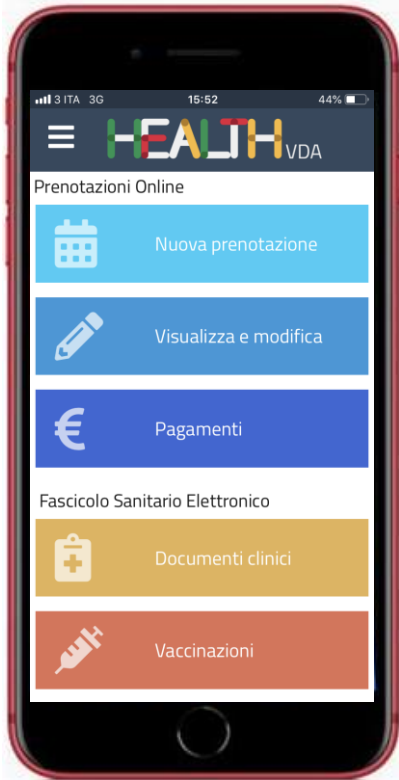 3 ITA 3G 15:52 44%
HEALTH VDA
Prenotazioni Online
Nuova prenotazione
Visualizza e modifica
€ Pagamenti
Fascicolo Sanitario Elettronico
Documenti clinici
Vaccinazioni